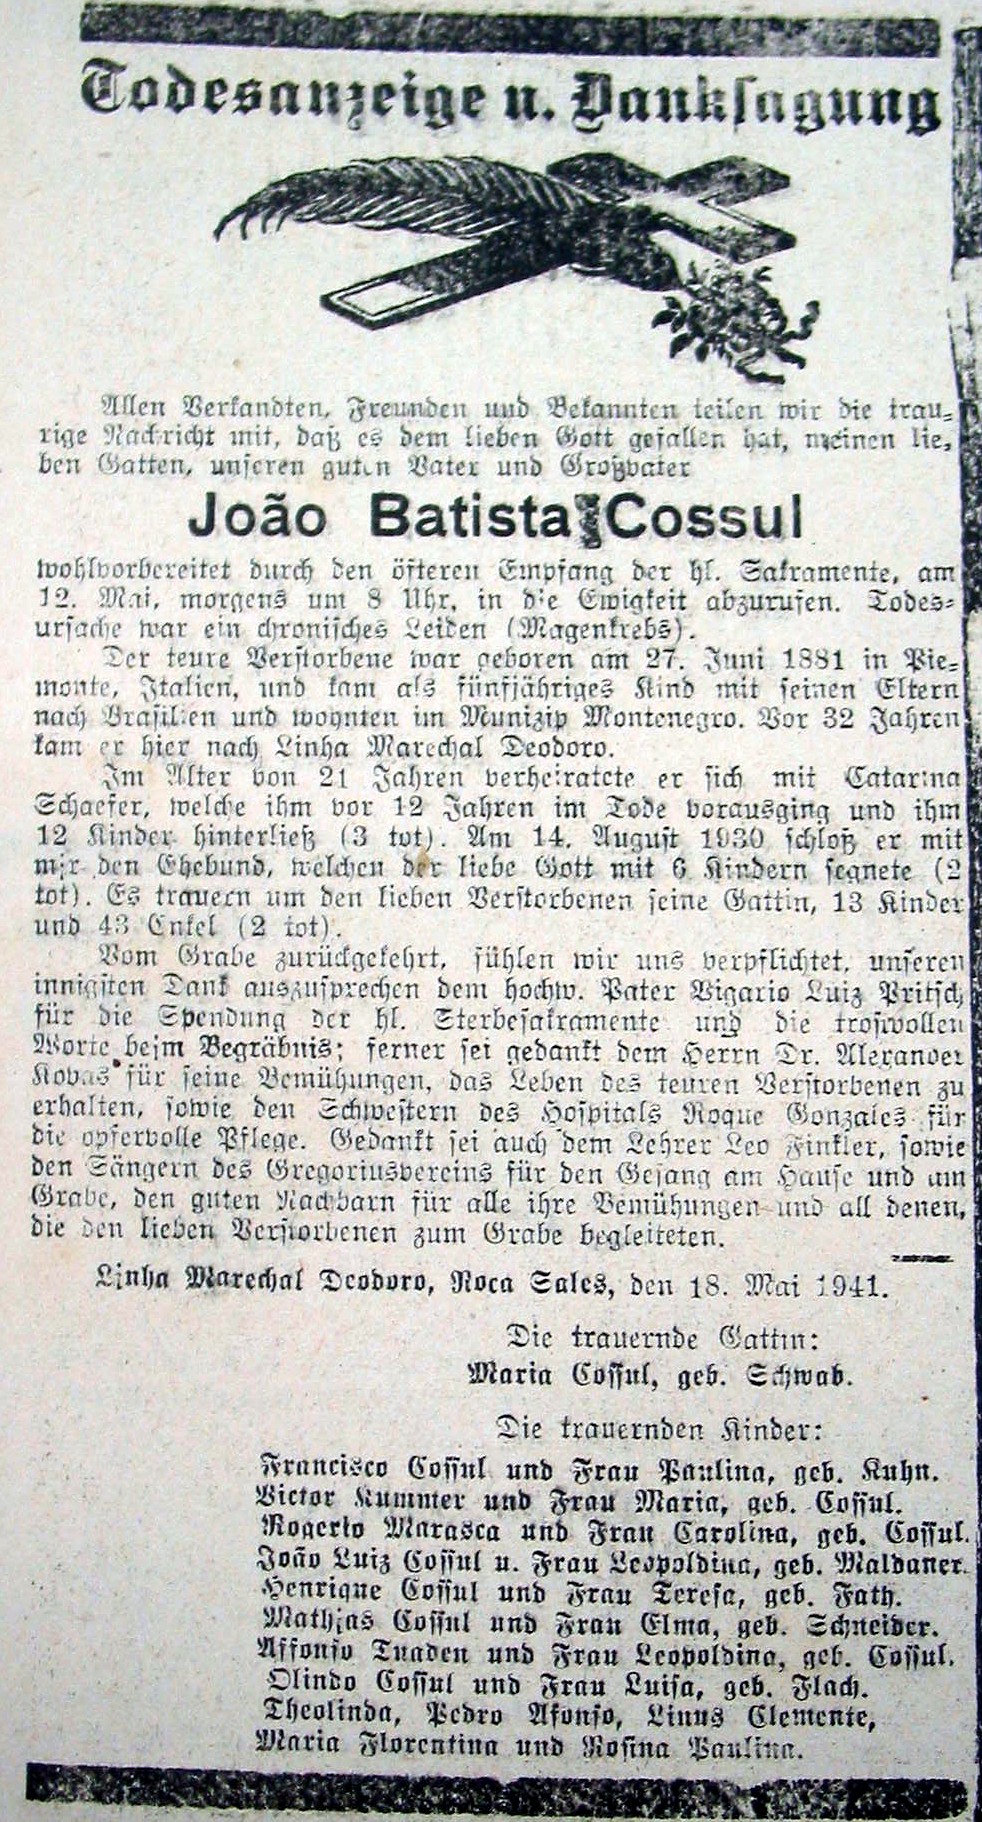 Todesanzeige u. Danksagung
Allen Verkandten, Freunden und Bekannten teilen wir die trau-
rige Nachricht mit, daß es dem lieben Gott gefallen hat, meinen lie-
ben Gatten, unseren guten Vater und Großvater
João Batista Cossul
wohlvorbereitet durch den öfteren Empfang der hl. Sakramente, am
12. Mai, morgens um 8 Uhr, in die Ewigkeit abzurufen. Todes-
ursache war ein chronisches Leiden (Magenkrebs).
Der teure Verstorbene war geboren am 27. Juni 1881 in Pie-
monte, Italien, und kam als fünfjähriges Kind mit seinen Eltern
nach Brasilien und wohnten im Munizip Montenegro. Vor 32 Jahren
kam er hier nach Linha Marechal Deodoro.
Im Alter von 21 Jahren verheiratete er sich mit Catarina
Schaefer, welche ihm vor 12 Jahren im Tode vorausging und ihm
12 Kinder hinterließ (3 tot). Am 14. August 1930 schloß er mit
mir den Ehebund, welchen der liebe Gott mit 6 Kindern segnete (2
tot). Es trauern um den lieben Verstorbenen seine Gattin, 13 Kinder
und 43 Enkel (2 tot).
Vom Grabe zurückgekehrt, fühlen wir uns verpflichtet, unseren
innigsten Dank auszusprechen dem hochw. Pater Vigario Luiz Pritsch
für die Spendung der hl. Sterbesakramente und die troswollen
Worte beim Begräbnis; ferner sei gedankt dem Herrn Dr. Alexander
Kovas für seine Bemühungen, das Leben des teuren Verstorbenen zu
erhalten, sowie den Schwestern des Hospitals Roque Gonzales für
die opfervolle Pflege. Gedankt sei auch dem Lehrer Leo Finkler, sowie
den Sängern des Gregoriusvereins für den Gesang am Hause und am
Grabe, den guten Nachbarn für alle ihre Bemühungen und all denen,
die den lieben Verstorbenen zum Grabe begleiteten.
Linha Marechal Deodoro, Roca Sales, den 18. Mai 1941.
Die trauernde Gattin:
Maria Cossul, geb. Schwab.
Die trauernden Kinder:
Francisco Cossul und Frau Paulina, geb. Kuhn.
Victor Kummer und Frau Maria, geb. Cossul.
Rogerio Marasca und Frau Carolina, geb. Cossul.
João Luiz Cossul u. Frau Leopoldina, geb. Maldaner.
Henrique Cossul und Frau Teresa, geb. Fath.
Mathias Cossul und Frau Elma, geb. Schneider.
Affonso Tnaden und Frau Leopoldina, geb. Cossul.
Olindo Cossul und Frau Luisa, geb. Flach.
Theolinda, Pedro Afonso, Linus Clemente,
Maria Florentina und Rosina Paulina.